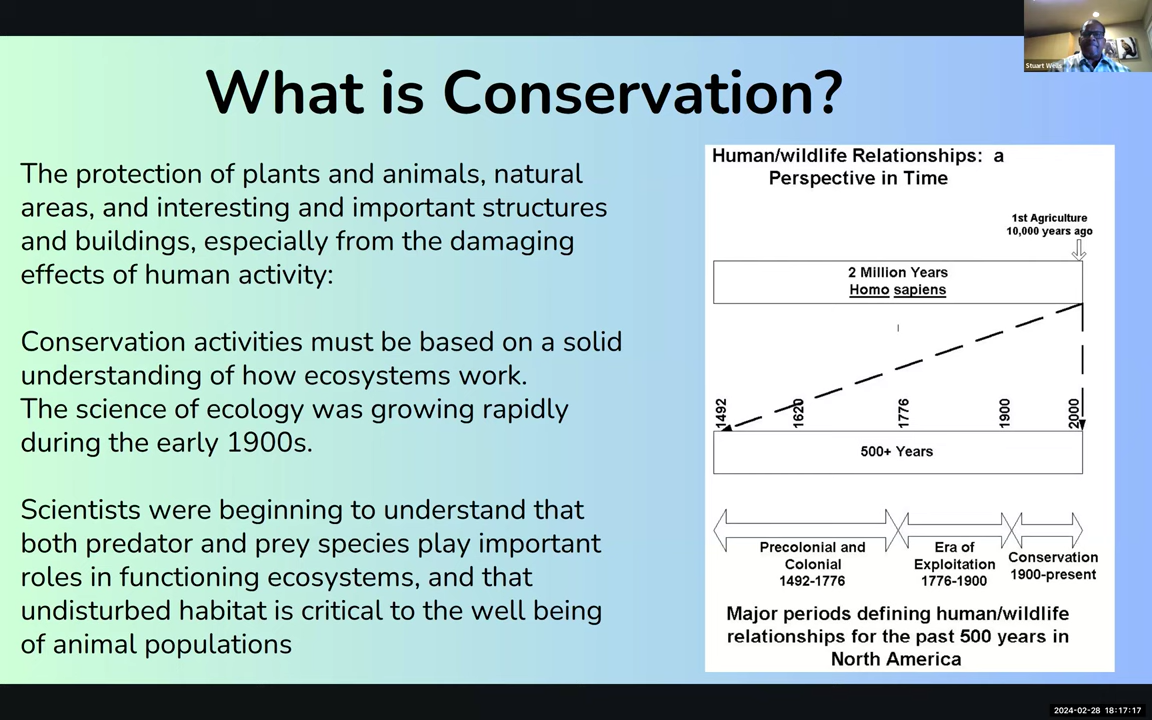 What is Conservation?
The protection of plants and animals, natural
areas, and interesting and important structures
and buildings, especially from the damaging
effects of human activity:
Conservation activities must be based on a solid
understanding of how ecosystems work.
The science of ecology was growing rapidly
during the early 1900s.
Scientists were beginning to understand that
both predator and prey species play important
roles in functioning ecosystems, and that
undisturbed habitat is critical to the well being
of animal populations
Human/wildlife Relationships: a
Perspective in Time
1st Agriculture
10,000 years ago
2 Million Years
Homo sapiens
1492
1620
1776
1900
2000
500+ Years
Precolonial and
Colonial
1492-1776
Era of
Exploitation
1776-1900
Conservation
1900-present
Major periods defining human/wildlife
relationships for the past 500 years in
North America
Stuart
2024-02-28 18:17:17